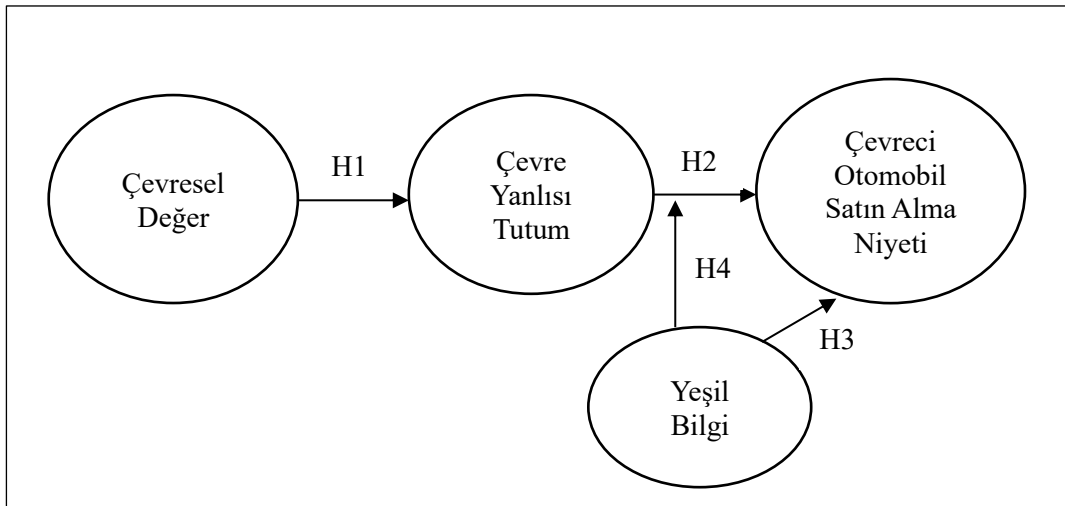 Çevresel
Değer
H1
Çevre
Yanlısı
Tutum
H2
Çevreci
Otomobil
Satın Alma
Niyeti
H4
H3
Yeşil
Bilgi